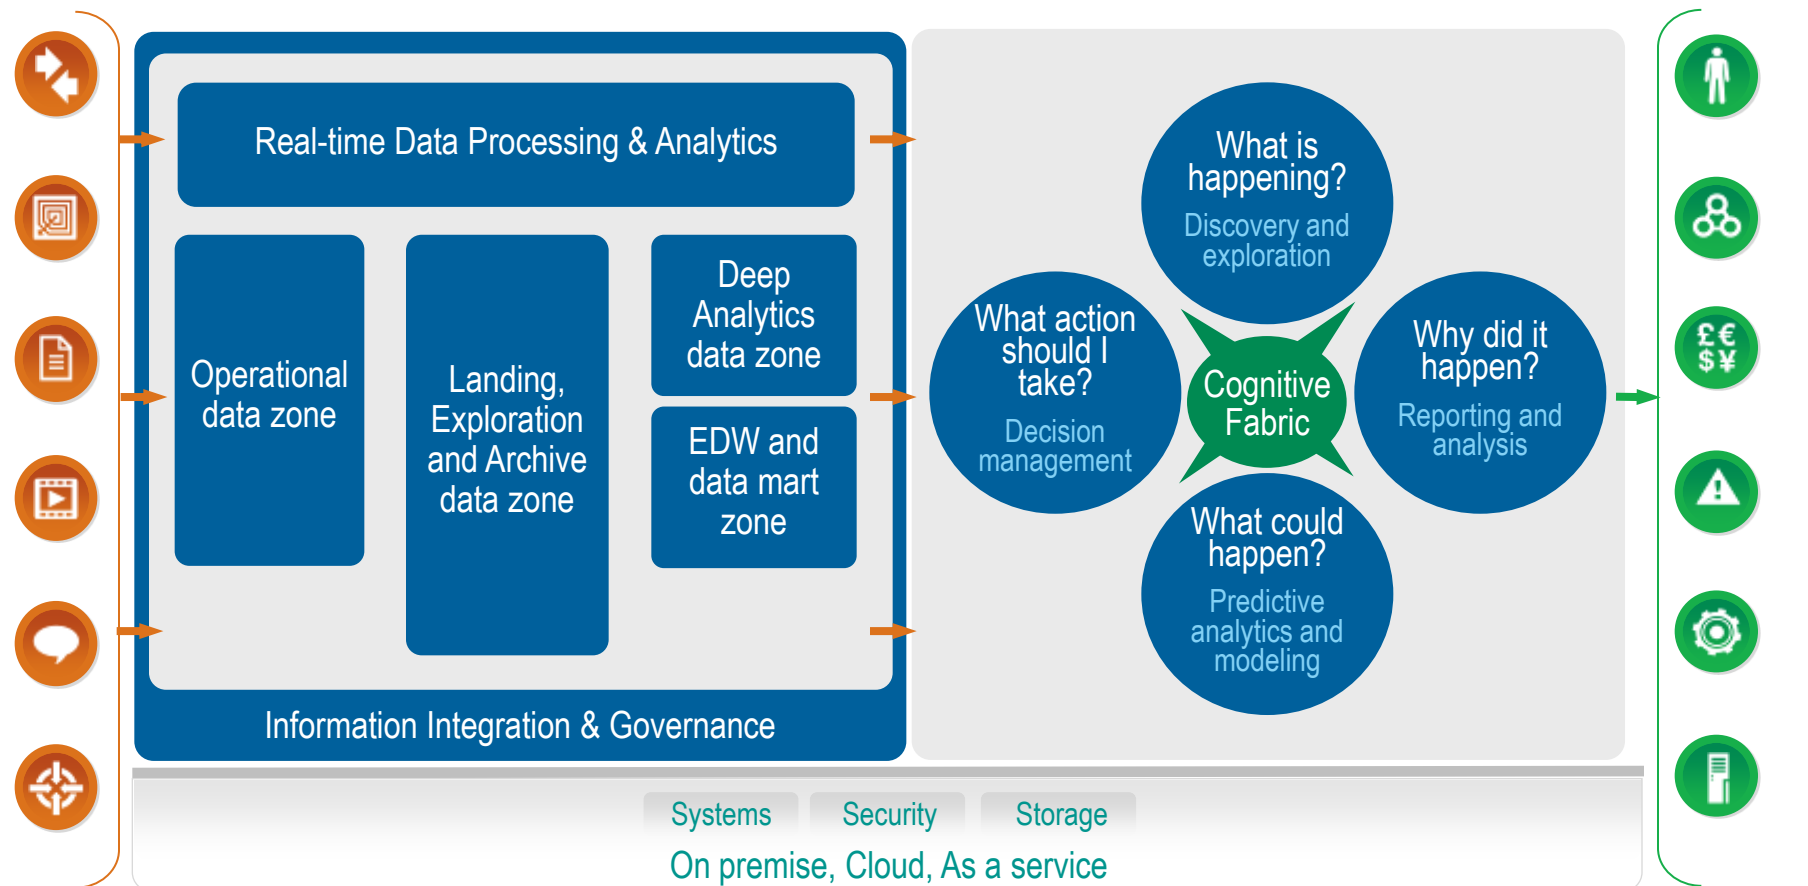 Real-time Data Processing & Analytics
Operational
data zone
Landing,
Exploration
and Archive
data zone
Deep
Analytics
data zone
EDW and
data mart
zone
Information Integration & Governance
What is
happening?
Discovery and
exploration
What action
should I
take?
Decision
management
Cognitive
Fabric
Why did it
happen?
Reporting and
analysis
What could
happen?
Predictive
analytics and
modeling
£€
$¥
Systems
Security
Storage
On premise, Cloud, As a service